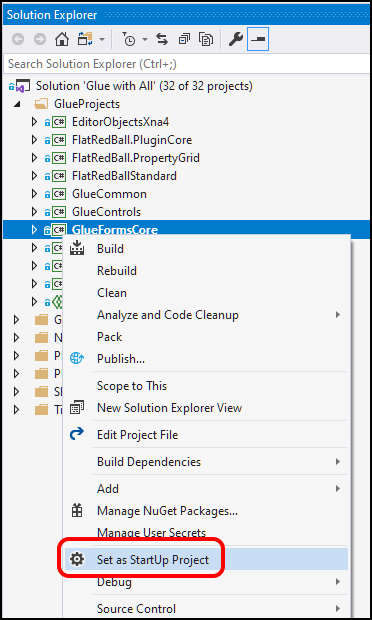 Solution Explorer
Search Solution Explorer (Ctrl+;)
Solution 'Glue with All' (32 of 32 projects)
GlueProjects
C# EditorObjectsXna4
C# FlatRedBall.PluginCore
C# FlatRedBall.PropertyGrid
C# FlatRedBallStandard
C# GlueCommon
C# GlueControls
C# GlueFormsCore
Build
Rebuild
Clean
Analyze and Code Cleanup
Pack
Publish...
Scope to This
New Solution Explorer View
Edit Project File
Build Dependencies
Add
Manage NuGet Packages...
Manage User Secrets
Set as StartUp Project
Debug
Source Control